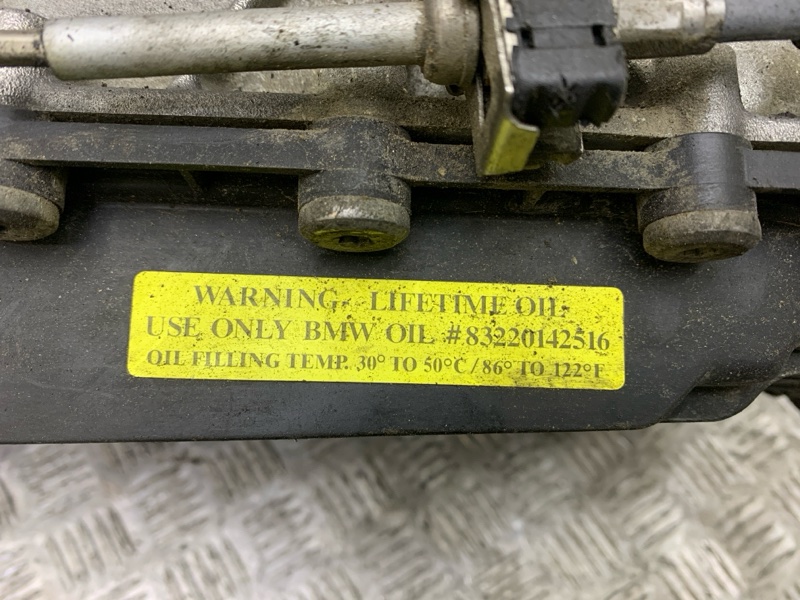 WARNING- LIFETIME OIL
USE ONLY BMW OIL #83220142516
OIL FILLING TEMP. 30° TO 50°C / 86° TO 122°F